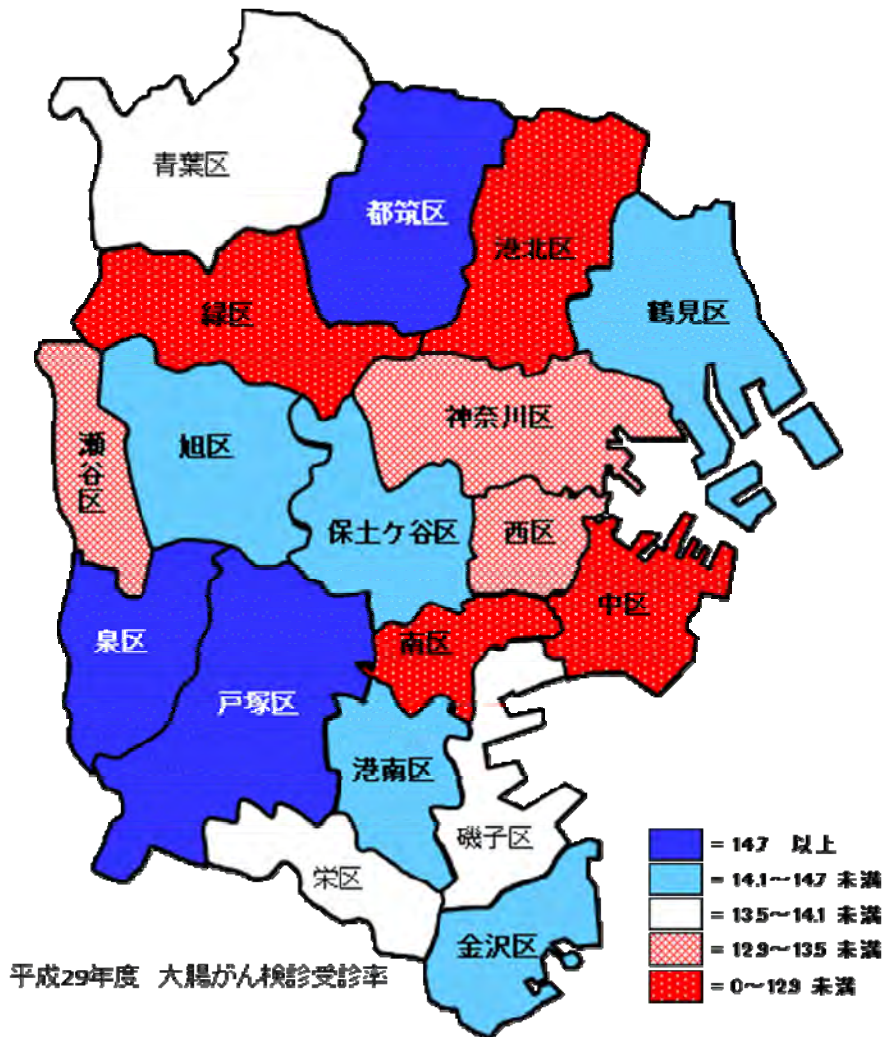 青葉区
都筑区
港北区
緑区
鶴見区
瀬谷区
旭区
神奈川区
保土ケ谷区
西区
中区
泉区
戸塚区
南区
港南区
磯子区
栄区
金沢区
= 14.7 以上
= 14.1~14.7 未満
= 13.5~14.1 未満
= 12.9~13.5 未満
= 0~12.9 未満
平成29年度 大腸がん検診受診率